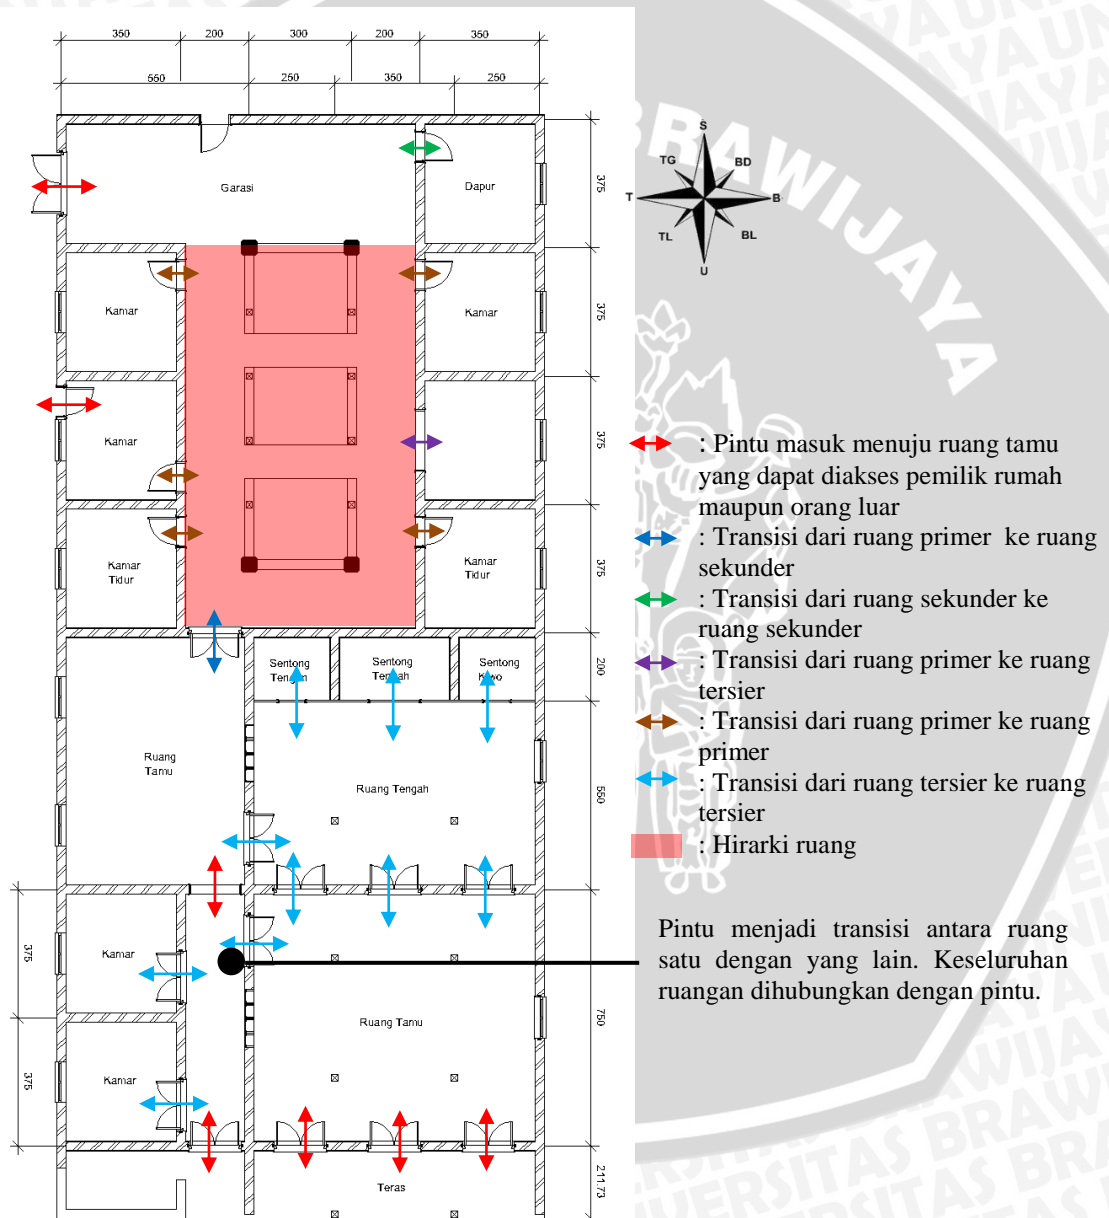 350 200 300 200 350
550 250 350 250
BRAWIJAYA
S
TG BD
T B
TL BL
U
Garasi
Dapur
375
Kamar
Kamar
375
Kamar
375
Kamar
Tidur
Kamar
Tidur
375
Sentong
Tengen
Sentong
Tengah
Sentong
Kiwo
200
Ruang
Tamu
Ruang Tengah
550
Kamar
375
Ruang Tamu
750
Kamar
375
Teras
211.73
: Pintu masuk menuju ruang tamu
yang dapat diakses pemilik rumah
maupun orang luar
: Transisi dari ruang primer ke ruang
sekunder
: Transisi dari ruang sekunder ke
ruang sekunder
: Transisi dari ruang primer ke ruang
tersier
: Transisi dari ruang primer ke ruang
primer
: Transisi dari ruang tersier ke ruang
tersier
: Hirarki ruang
Pintu menjadi transisi antara ruang
satu dengan yang lain. Keseluruhan
ruangan dihubungkan dengan pintu.